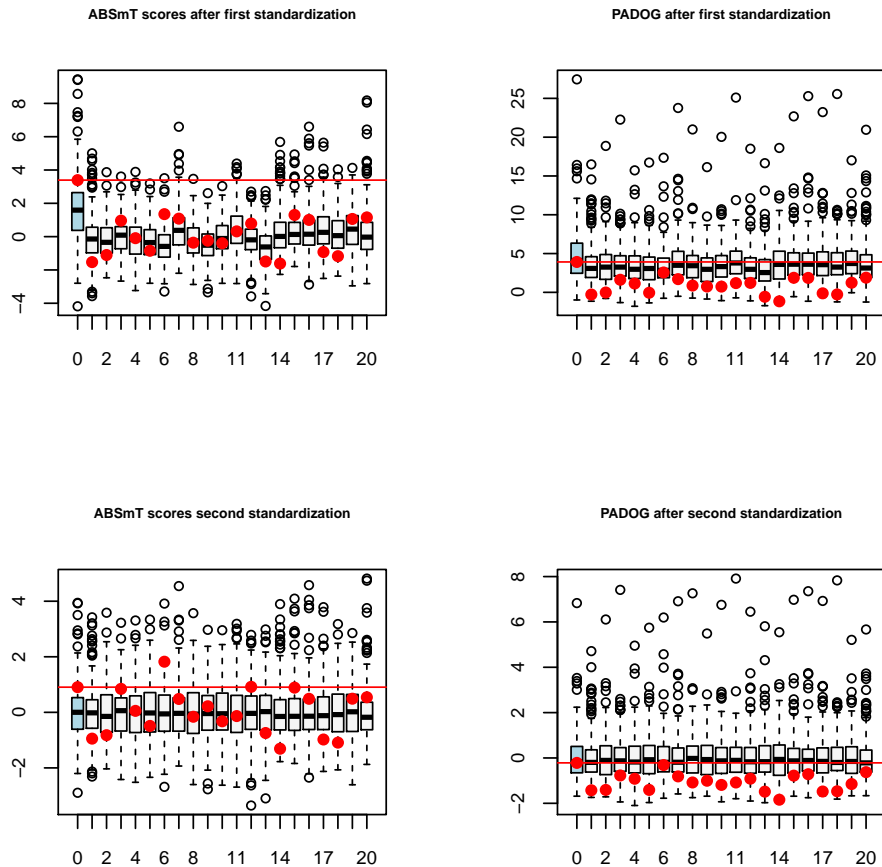 ABSmT scores after first standardization
8
6
4
2
0
−4
0 2 4 6 8 11 14 17 20
PADOG after first standardization
25
20
15
10
5
0
0 2 4 6 8 11 14 17 20
ABSmT scores second standardization
4
2
0
−2
0 2 4 6 8 11 14 17 20
PADOG after second standardization
8
6
4
2
0
−2
0 2 4 6 8 11 14 17 20